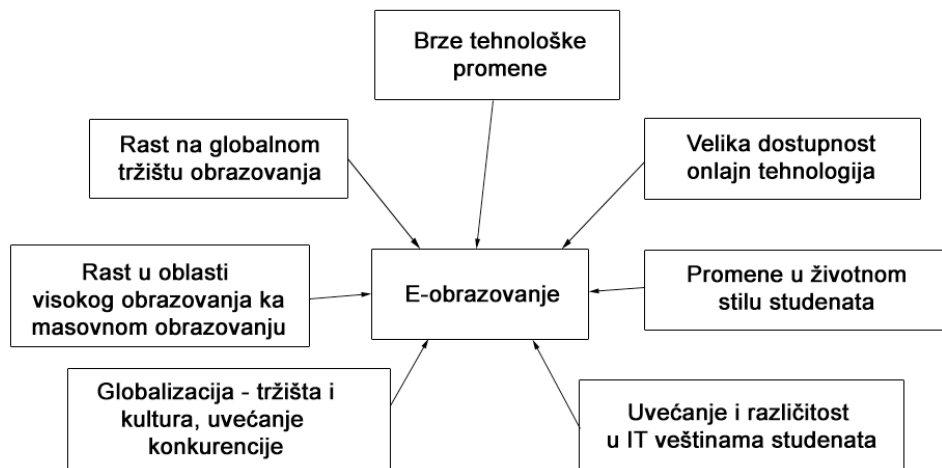 Brze tehnološke
promene
Rast na globalnom
tržištu obrazovanja
Velika dostupnost
onlajn tehnologija
Rast u oblasti
visokog obrazovanja ka
masovnom obrazovanju
E-obrazovanje
Promene u životnom
stilu studenata
Globalizacija - tržišta i
kultura, uvećanje
konkurencije
Uvećanje i različitost
u IT veštinama studenata